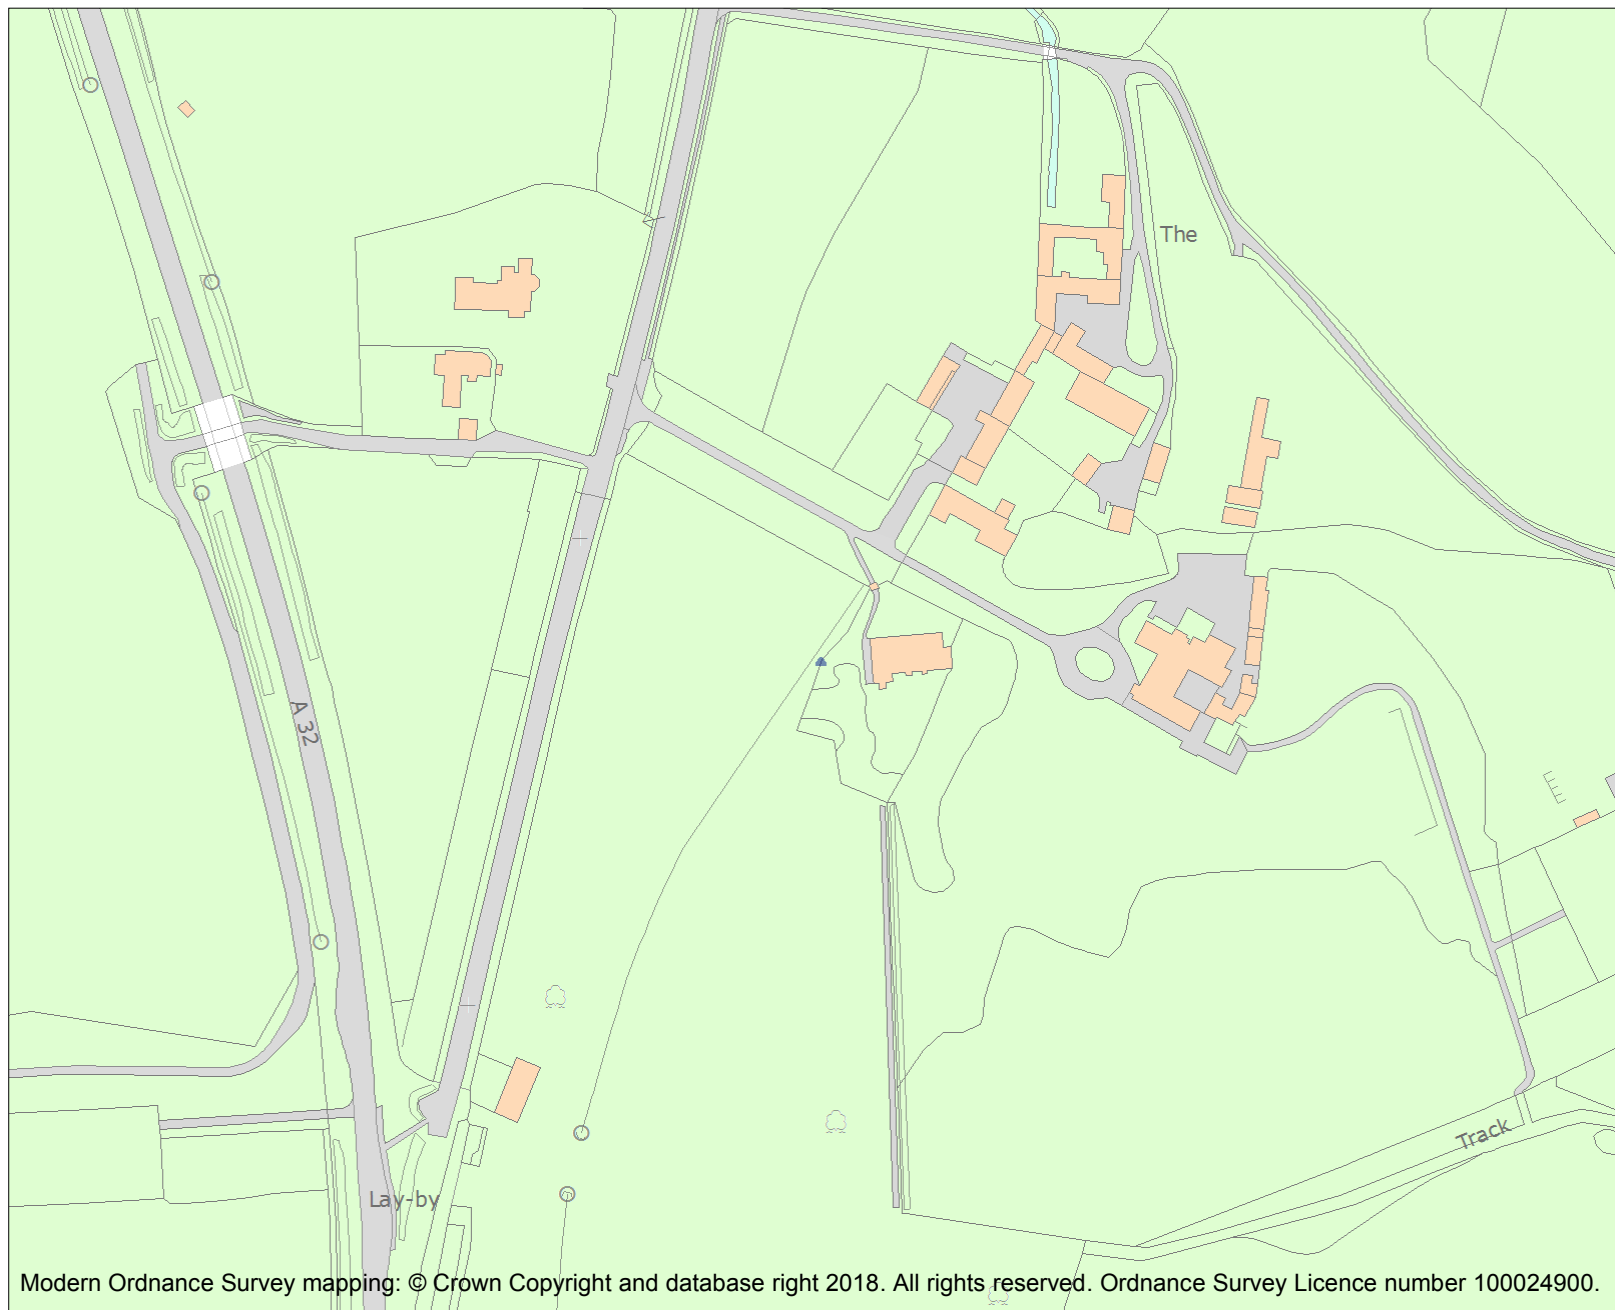 The
A 32
Track
Lay-by
Modern Ordnance Survey mapping: © Crown Copyright and database right 2018. All rights reserved. Ordnance Survey Licence number 100024900.